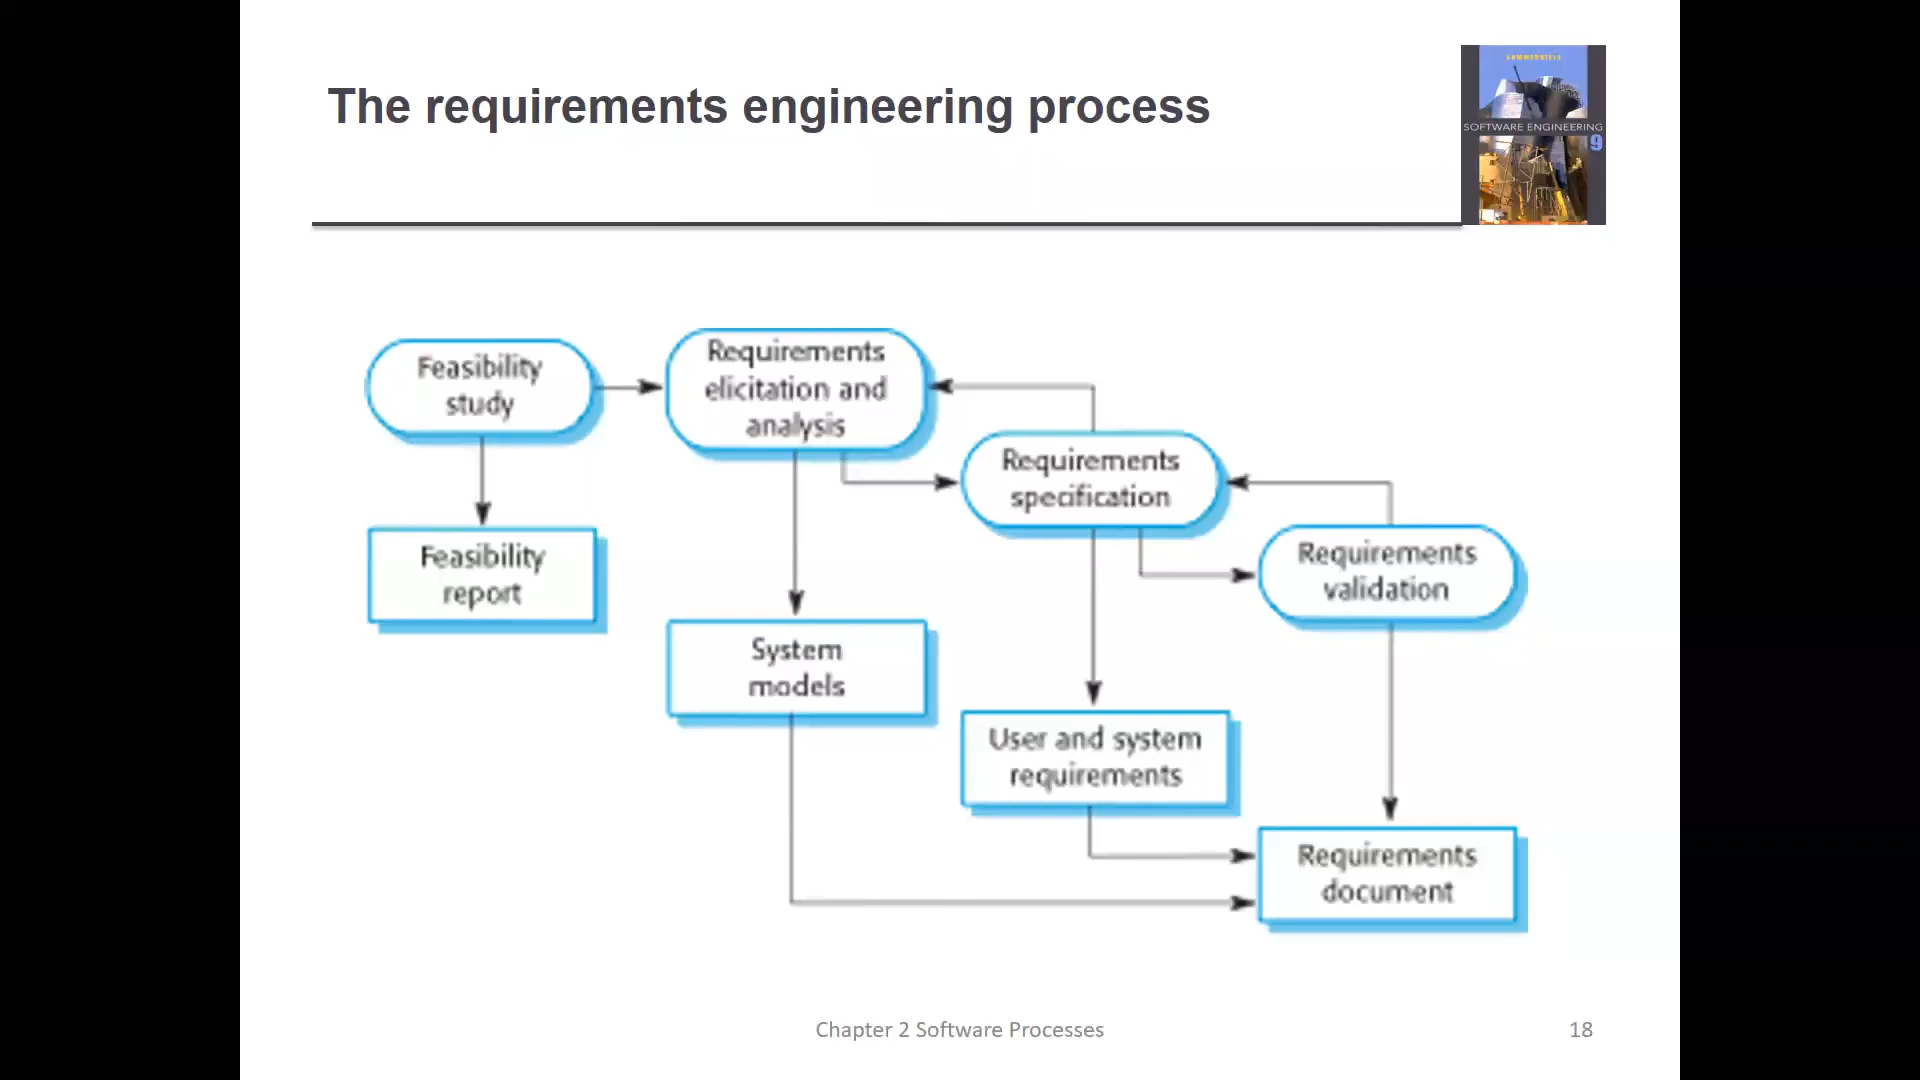 The requirements engineering process
SOMMERVILLE
SOFTWARE ENGINEERING
9
Feasibility
study
Requirements
elicitation and
analysis
Requirements
specification
Requirements
validation
Feasibility
report
System
models
User and system
requirements
Requirements
document
Chapter 2 Software Processes
18